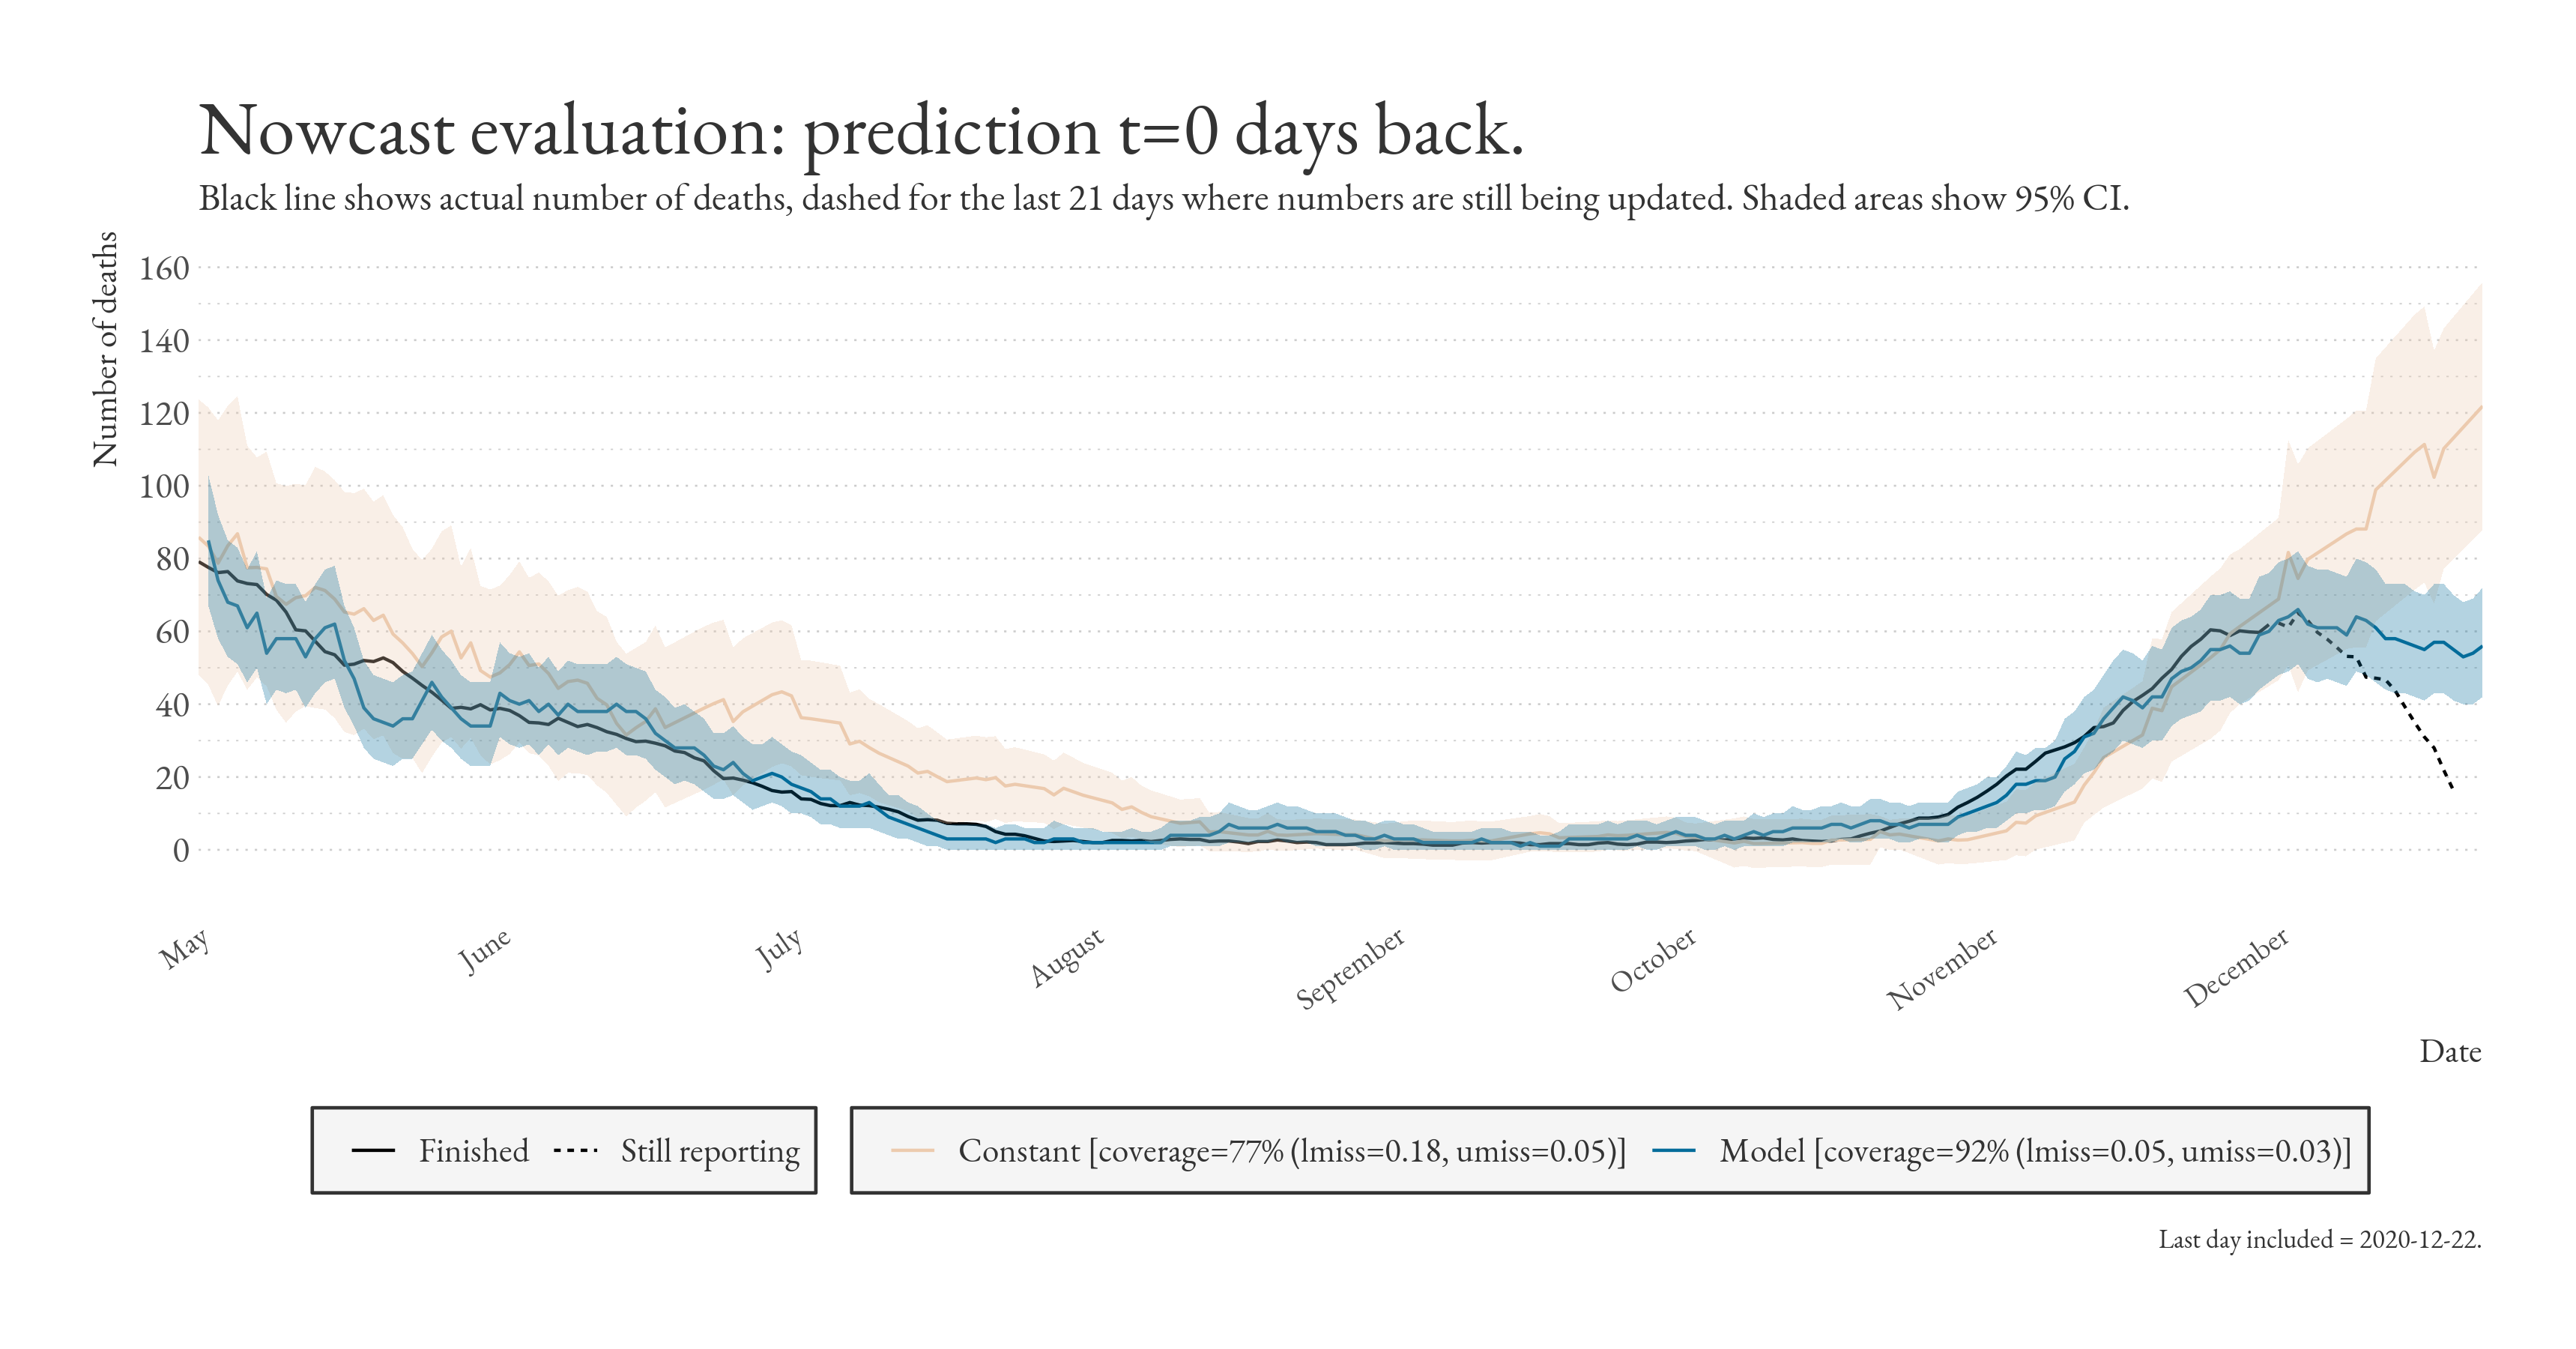 Nowcast evaluation: prediction t=0 days back.
Black line shows actual number of deaths, dashed for the last 21 days where numbers are still being updated. Shaded areas show 95% CI.
Number of deaths
160
140
120
100
80
60
40
20
0
May
June
July
August
September
October
November
December
Date
Finished
Still reporting
Constant [coverage=77% (lmiss=0.18, umiss=0.05)]
Model [coverage=92% (lmiss=0.05, umiss=0.03)]
Last day included = 2020-12-22.